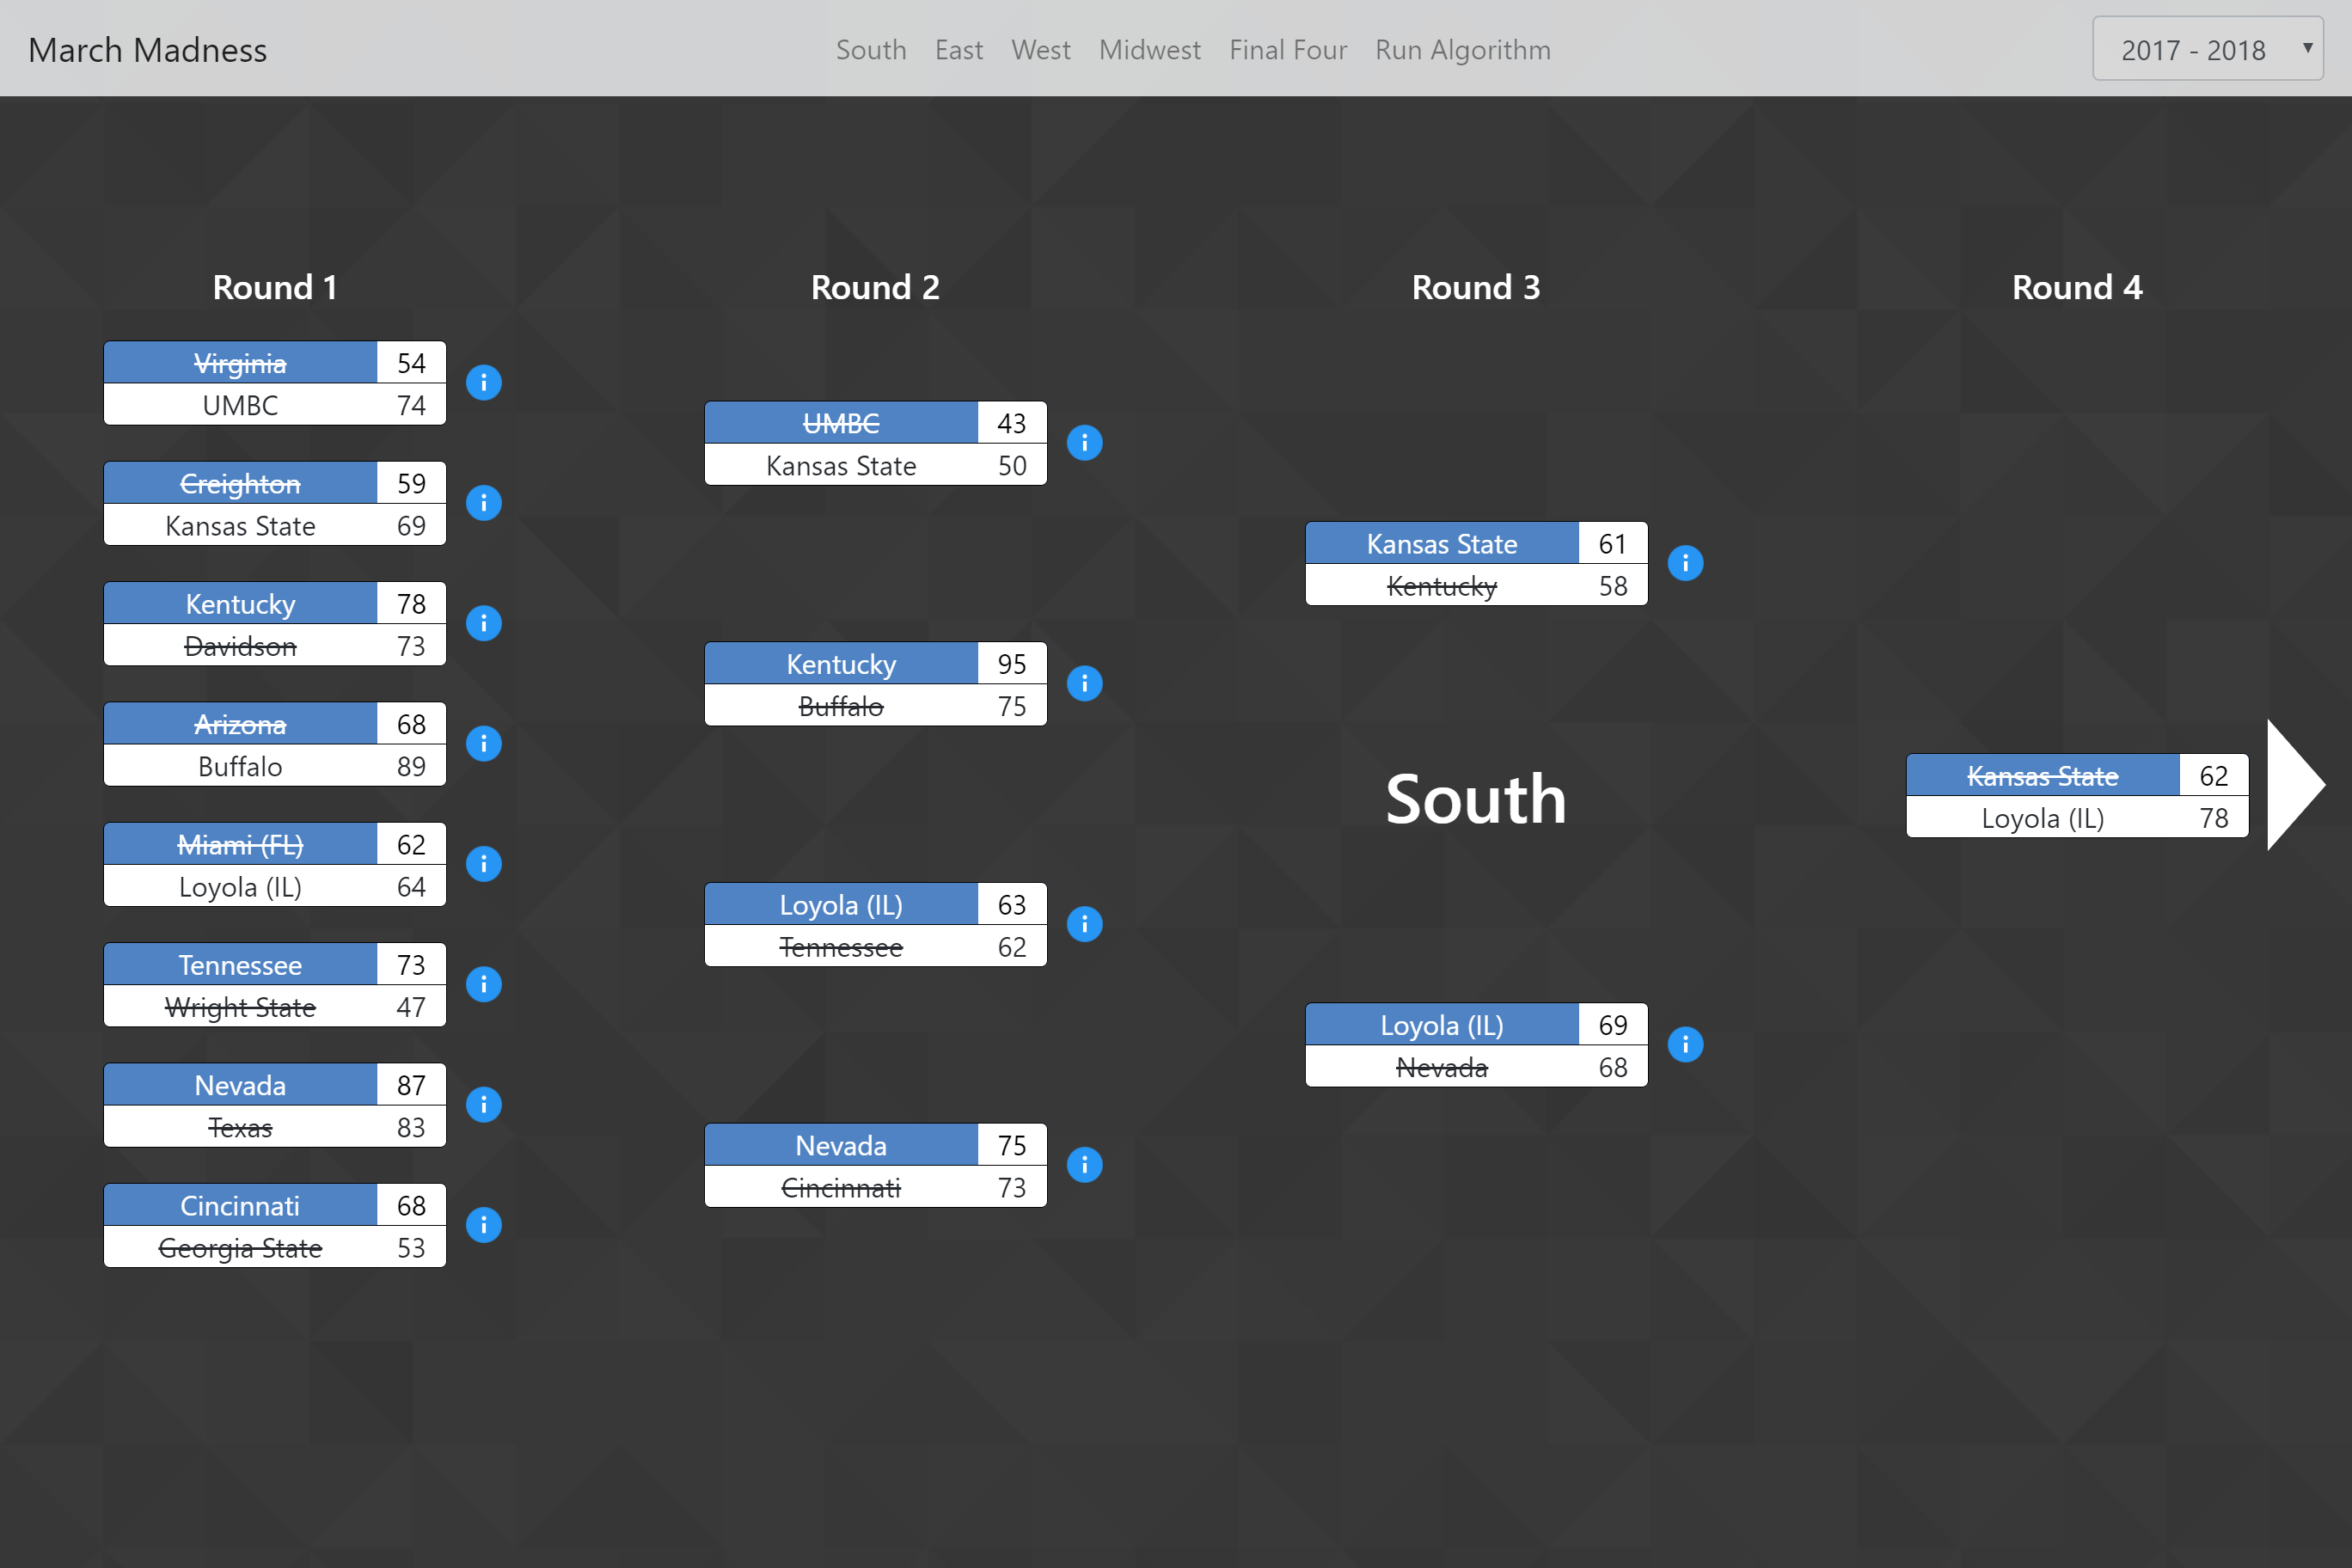 March Madness
South East West Midwest Final Four Run Algorithm
2017 - 2018
Round 1
Virginia 54
UMBC 74
Creighton 59
Kansas State 69
Kentucky 78
Davidson 73
Arizona 68
Buffalo 89
Miami (FL) 62
Loyola (IL) 64
Tennessee 73
Wright State 47
Nevada 87
Texas 83
Cincinnati 68
Georgia State 53
Round 2
UMBC 43
Kansas State 50
Kentucky 95
Buffalo 75
Loyola (IL) 63
Tennessee 62
Nevada 75
Cincinnati 73
Round 3
Kansas State 61
Kentucky 58
South
Loyola (IL) 69
Nevada 68
Round 4
Kansas State 62
Loyola (IL) 78